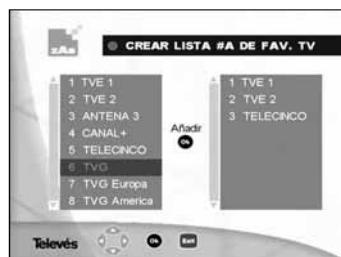 zAs
CREAR LISTA #A DE FAV. TV
1 TVE 1
2 TVE 2
3 ANTENA 3
4 CANAL+
5 TELECINCO
6 TVG
7 TVG Europa
8 TVG America
Añadir
Ok
1 TVE 1
2 TVE 2
3 TELECINCO
Televés
Ok
Exit